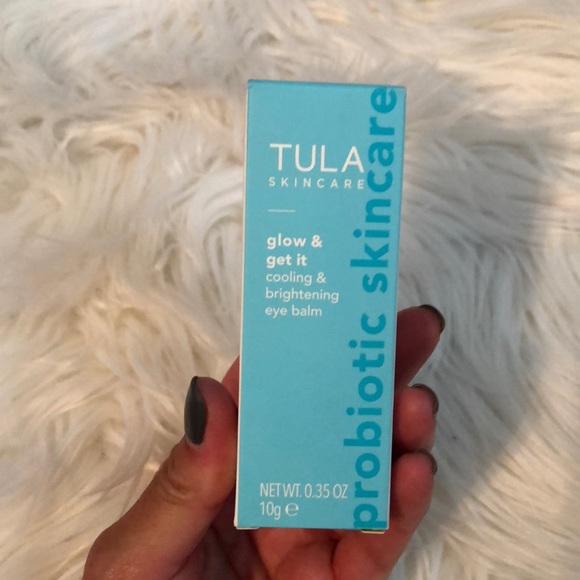 TULA
SKINCARE
glow &
get it
cooling &
brightening
eye balm
NET WT. 0.35 OZ
10g ℮
probiotic skincare